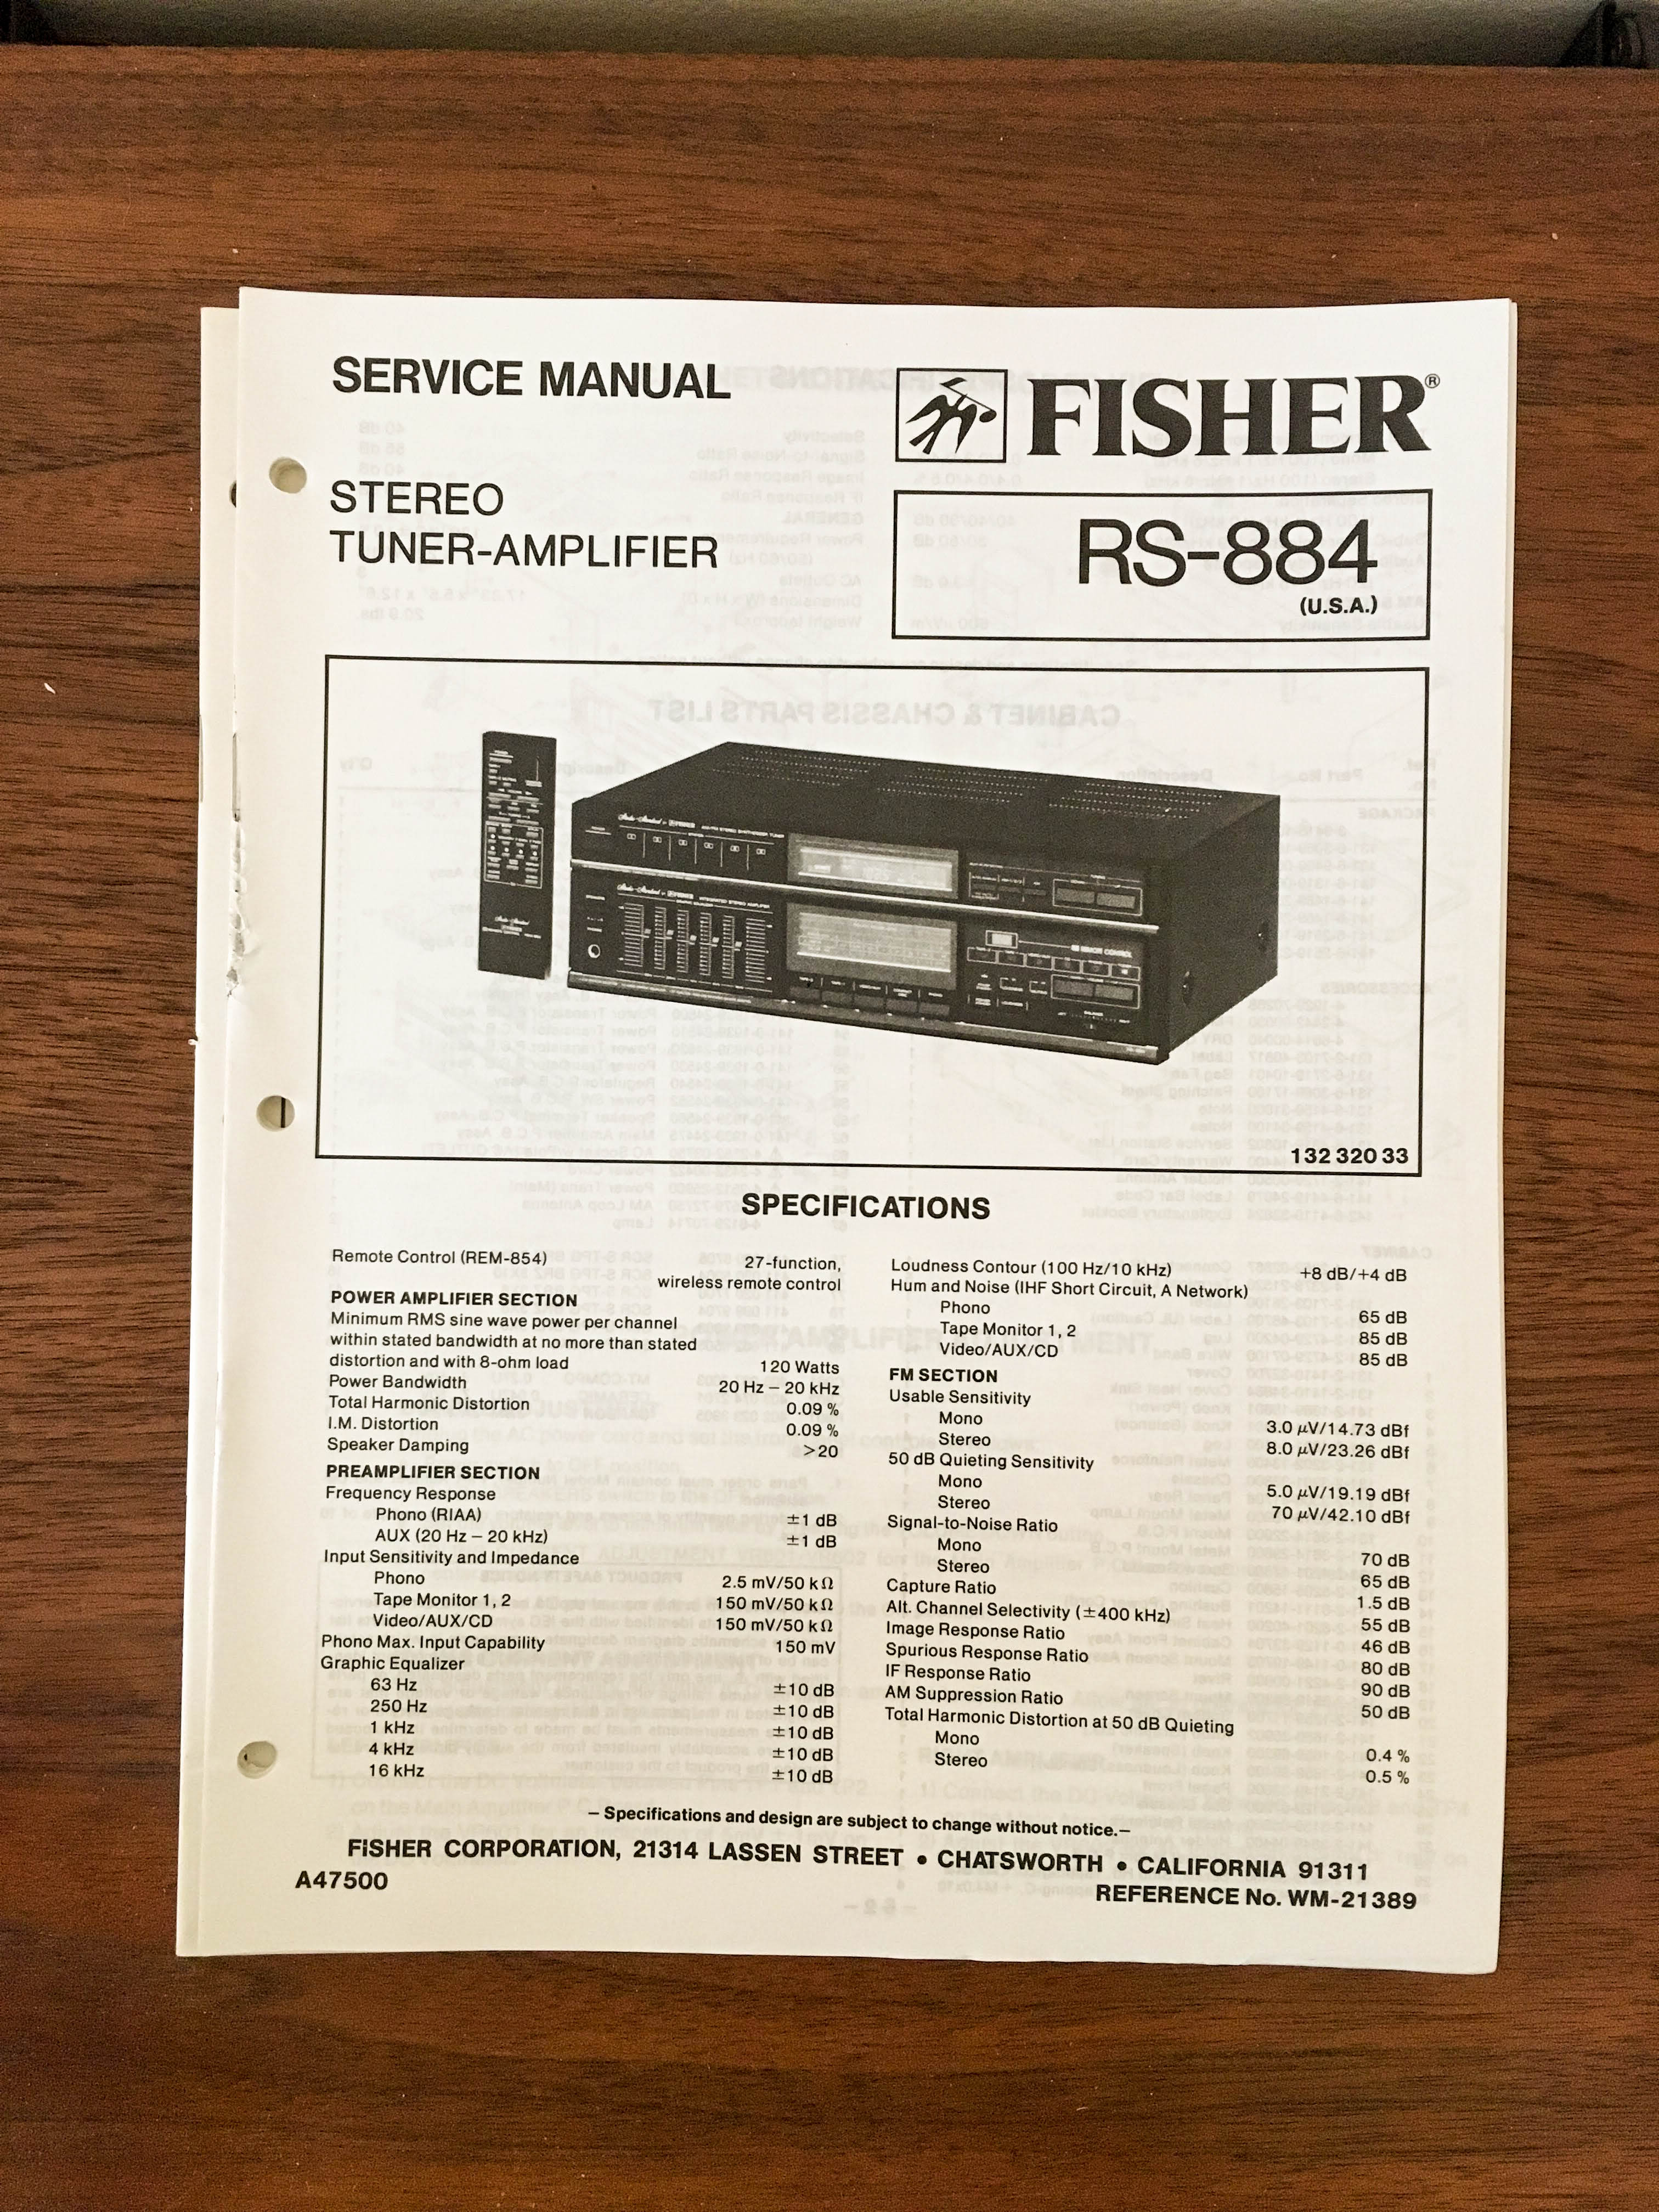 SERVICE MANUAL
FISHER®
STEREO
TUNER-AMPLIFIER
RS-884
(U.S.A.)
132 320 33
SPECIFICATIONS
Remote Control (REM-854) 27-function,
wireless remote control
POWER AMPLIFIER SECTION
Minimum RMS sine wave power per channel
within stated bandwidth at no more than stated
distortion and with 8-ohm load 120 Watts
Power Bandwidth 20 Hz – 20 kHz
Total Harmonic Distortion 0.09 %
I.M. Distortion 0.09 %
Speaker Damping >20
PREAMPLIFIER SECTION
Frequency Response
Phono (RIAA) ±1 dB
AUX (20 Hz – 20 kHz) ±1 dB
Input Sensitivity and Impedance
Phono 2.5 mV/50 kΩ
Tape Monitor 1, 2 150 mV/50 kΩ
Video/AUX/CD 150 mV/50 kΩ
Phono Max. Input Capability 150 mV
Graphic Equalizer
63 Hz ±10 dB
250 Hz ±10 dB
1 kHz ±10 dB
4 kHz ±10 dB
16 kHz ±10 dB
Loudness Contour (100 Hz/10 kHz) +8 dB/+4 dB
Hum and Noise (IHF Short Circuit, A Network)
Phono 65 dB
Tape Monitor 1, 2 85 dB
Video/AUX/CD 85 dB
FM SECTION
Usable Sensitivity
Mono 3.0 µV/14.73 dBf
Stereo 8.0 µV/23.26 dBf
50 dB Quieting Sensitivity
Mono 5.0 µV/19.19 dBf
Stereo 70 µV/42.10 dBf
Signal-to-Noise Ratio
Mono 70 dB
Stereo 65 dB
Capture Ratio 1.5 dB
Alt. Channel Selectivity (±400 kHz) 55 dB
Image Response Ratio 46 dB
Spurious Response Ratio 80 dB
IF Response Ratio 90 dB
AM Suppression Ratio 50 dB
Total Harmonic Distortion at 50 dB Quieting
Mono 0.4 %
Stereo 0.5 %
– Specifications and design are subject to change without notice.–
FISHER CORPORATION, 21314 LASSEN STREET • CHATSWORTH • CALIFORNIA 91311
A47500
REFERENCE No. WM-21389